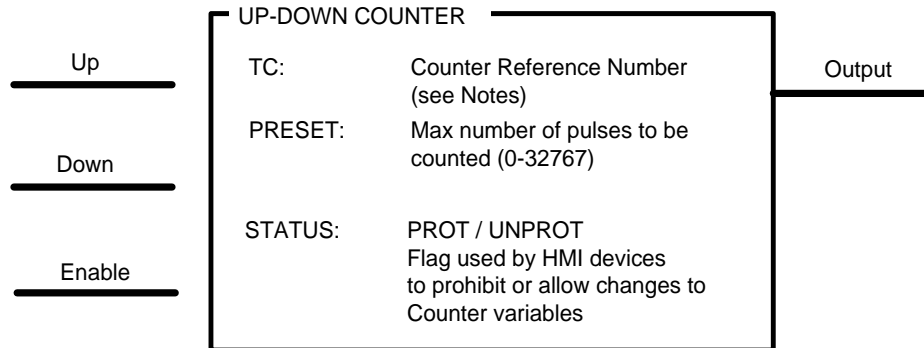 UP-DOWN COUNTER
Up
TC: Counter Reference Number
(see Notes)
Output
PRESET: Max number of pulses to be
counted (0-32767)
Down
STATUS: PROT / UNPROT
Flag used by HMI devices
to prohibit or allow changes to
Counter variables
Enable